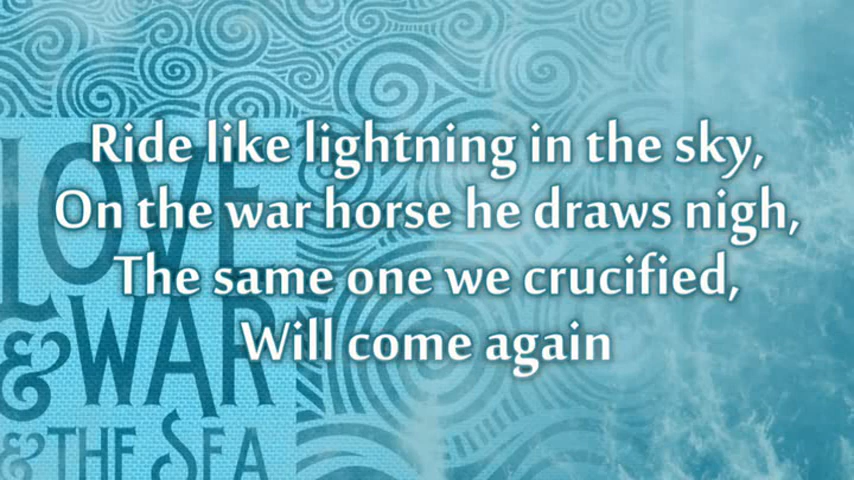 Ride like lightning in the sky,
On the war horse he draws nigh,
The same one we crucified,
Will come again
LOVE
& WAR
& THE SEA